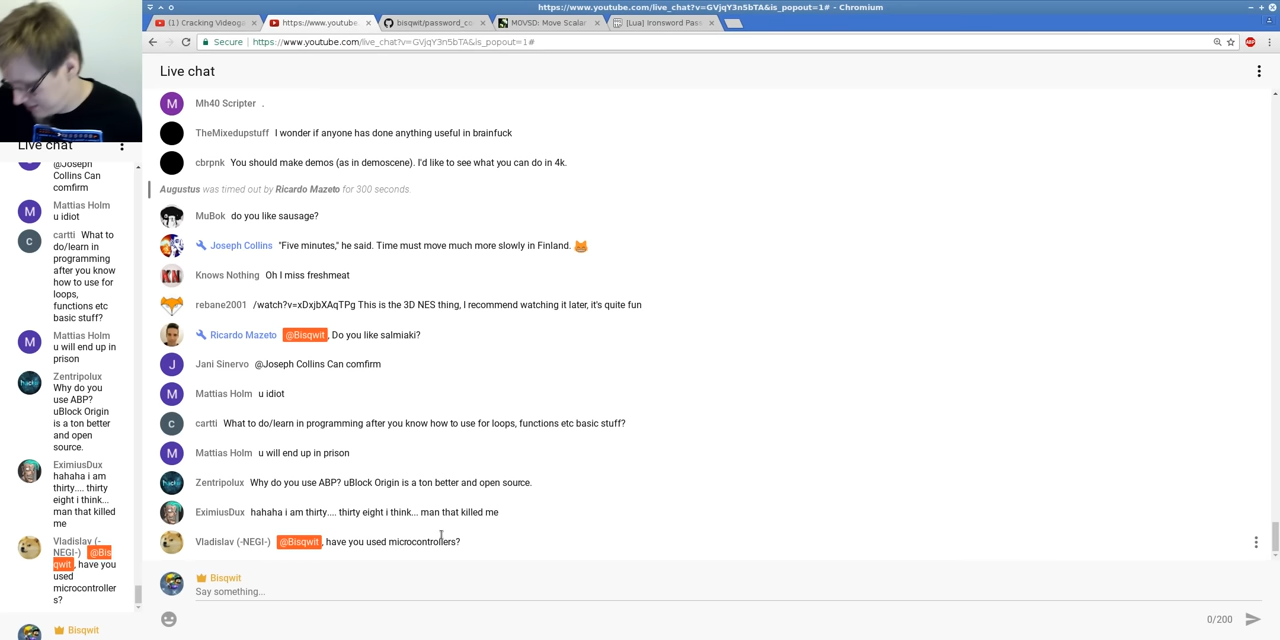 https://www.youtube.com/live_chat?v=GVjqY3n5bTA&is_popout=1# - Chromium
(1) Cracking Videog
https://www.youtube
bisqwit/password_co
MOVSD: Move Scalar
[Lua] Ironsword Pas
Secure
https://www.youtube.com/live_chat?v=GVjqY3n5bTA&is_popout=1#
ABP
Live chat
@Joseph
Collins Can
comfirm
Mattias Holm
u idiot
cartti What to
do/learn in
programming
after you know
how to use for
loops,
functions etc
basic stuff?
Mattias Holm
u will end up in
prison
Zentripolux
Why do you
use ABP?
uBlock Origin
is a ton better
and open
source.
EximiusDux
hahaha i am
thirty.... thirty
eight i think...
man that killed
me
Vladislav (-
NEGI-) @Bis
qwit, have you
used
microcontroller
s?
Bisqwit
Live chat
Mh40 Scripter .
TheMixedupstuff I wonder if anyone has done anything useful in brainfuck
cbrpnk You should make demos (as in demoscene). I'd like to see what you can do in 4k.
Augustus was timed out by Ricardo Mazeto for 300 seconds.
MuBok do you like sausage?
Joseph Collins "Five minutes," he said. Time must move much more slowly in Finland.
Knows Nothing Oh I miss freshmeat
rebane2001 /watch?v=xDxjbXAqTPg This is the 3D NES thing, I recommend watching it later, it's quite fun
Ricardo Mazeto @Bisqwit, Do you like salmiaki?
Jani Sinervo @Joseph Collins Can comfirm
Mattias Holm u idiot
cartti What to do/learn in programming after you know how to use for loops, functions etc basic stuff?
Mattias Holm u will end up in prison
Zentripolux Why do you use ABP? uBlock Origin is a ton better and open source.
EximiusDux hahaha i am thirty.... thirty eight i think... man that killed me
Vladislav (-NEGI-) @Bisqwit, have you used microcontrollers?
Bisqwit
Say something...
0/200